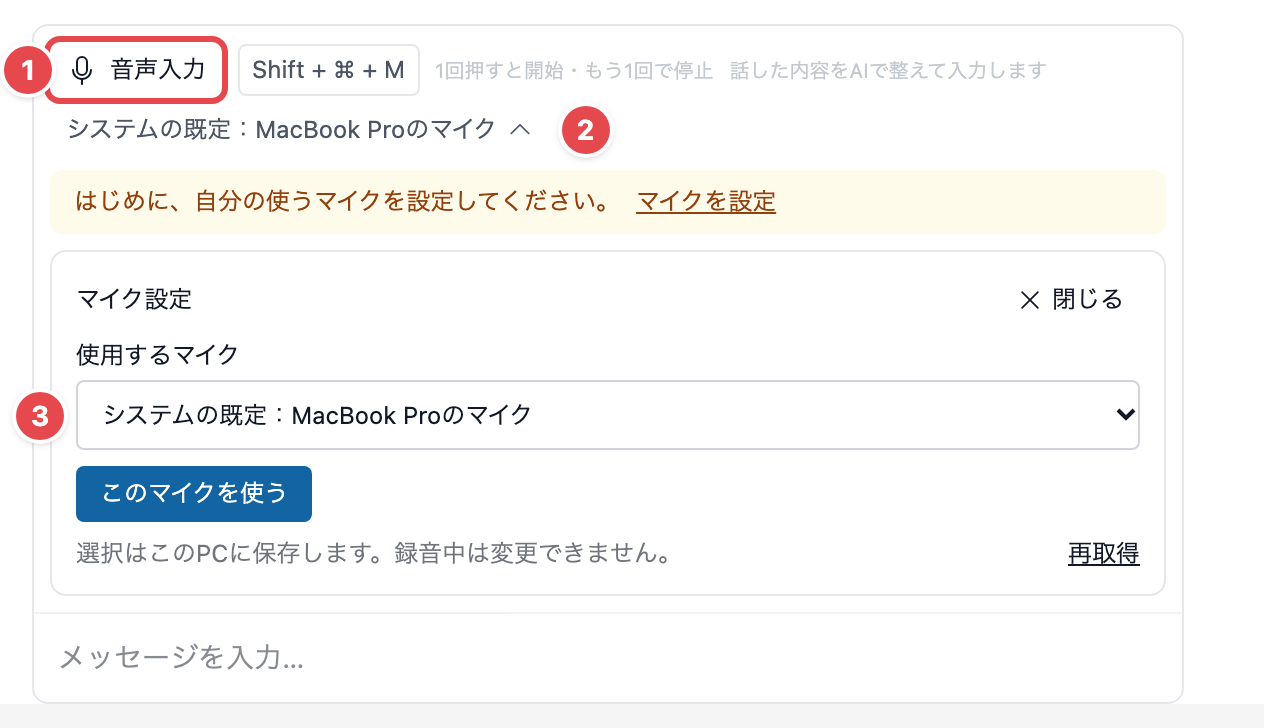 1 音声入力 Shift + ⌘ + M 1回押すと開始・もう1回で停止 話した内容をAIで整えて入力します
システムの既定：MacBook Proのマイク 2
はじめに、自分の使うマイクを設定してください。 マイクを設定
マイク設定 閉じる
使用するマイク
3 システムの既定：MacBook Proのマイク
このマイクを使う
選択はこのPCに保存します。録音中は変更できません。 再取得
メッセージを入力...